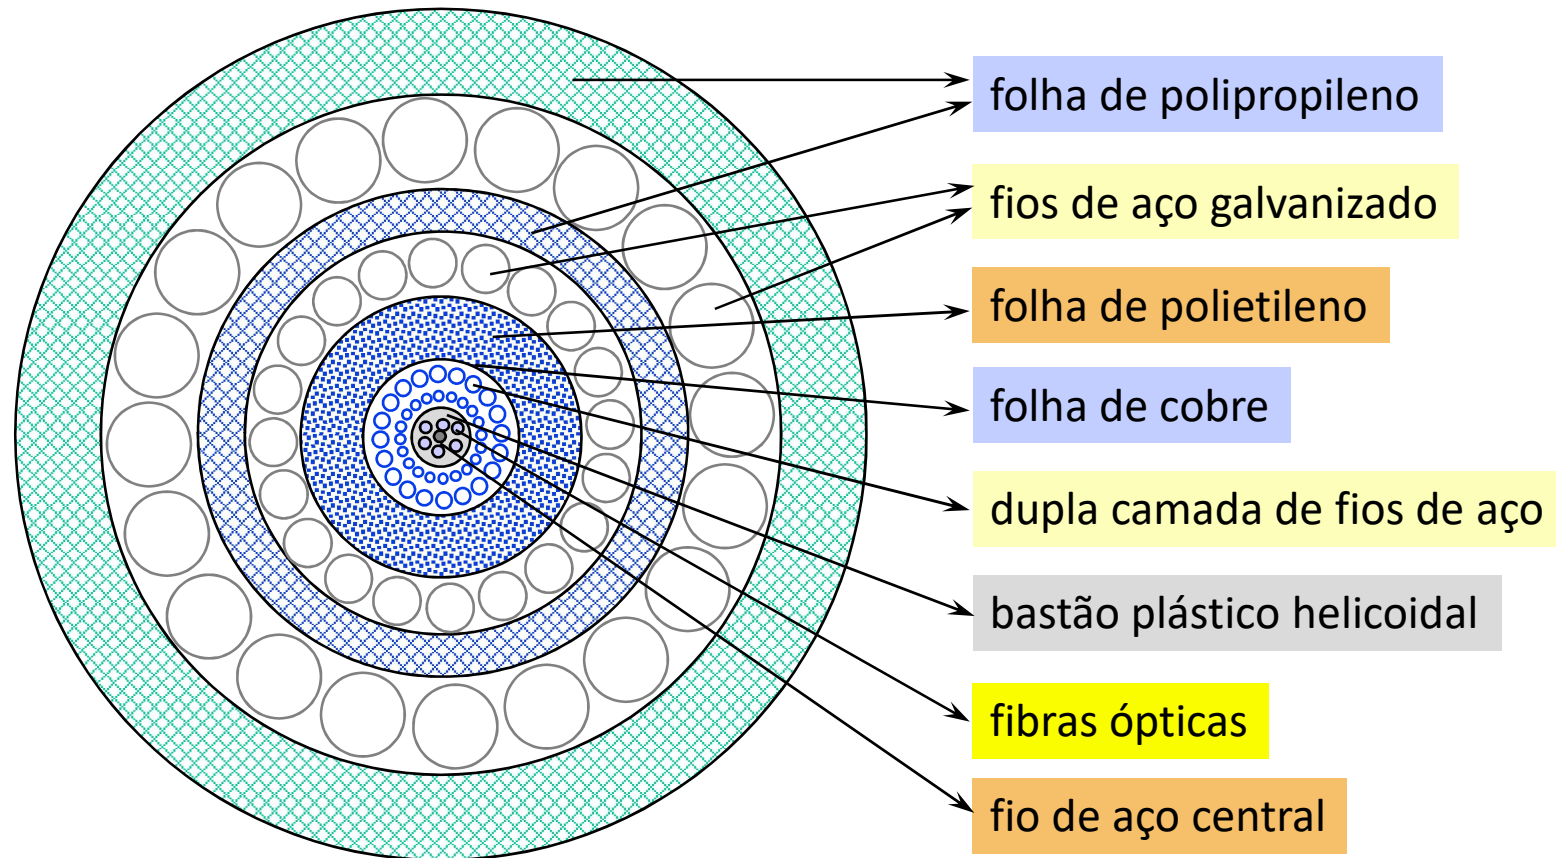 folha de polipropileno
fios de aço galvanizado
folha de polietileno
folha de cobre
dupla camada de fios de aço
bastão plástico helicoidal
fibras ópticas
fio de aço central